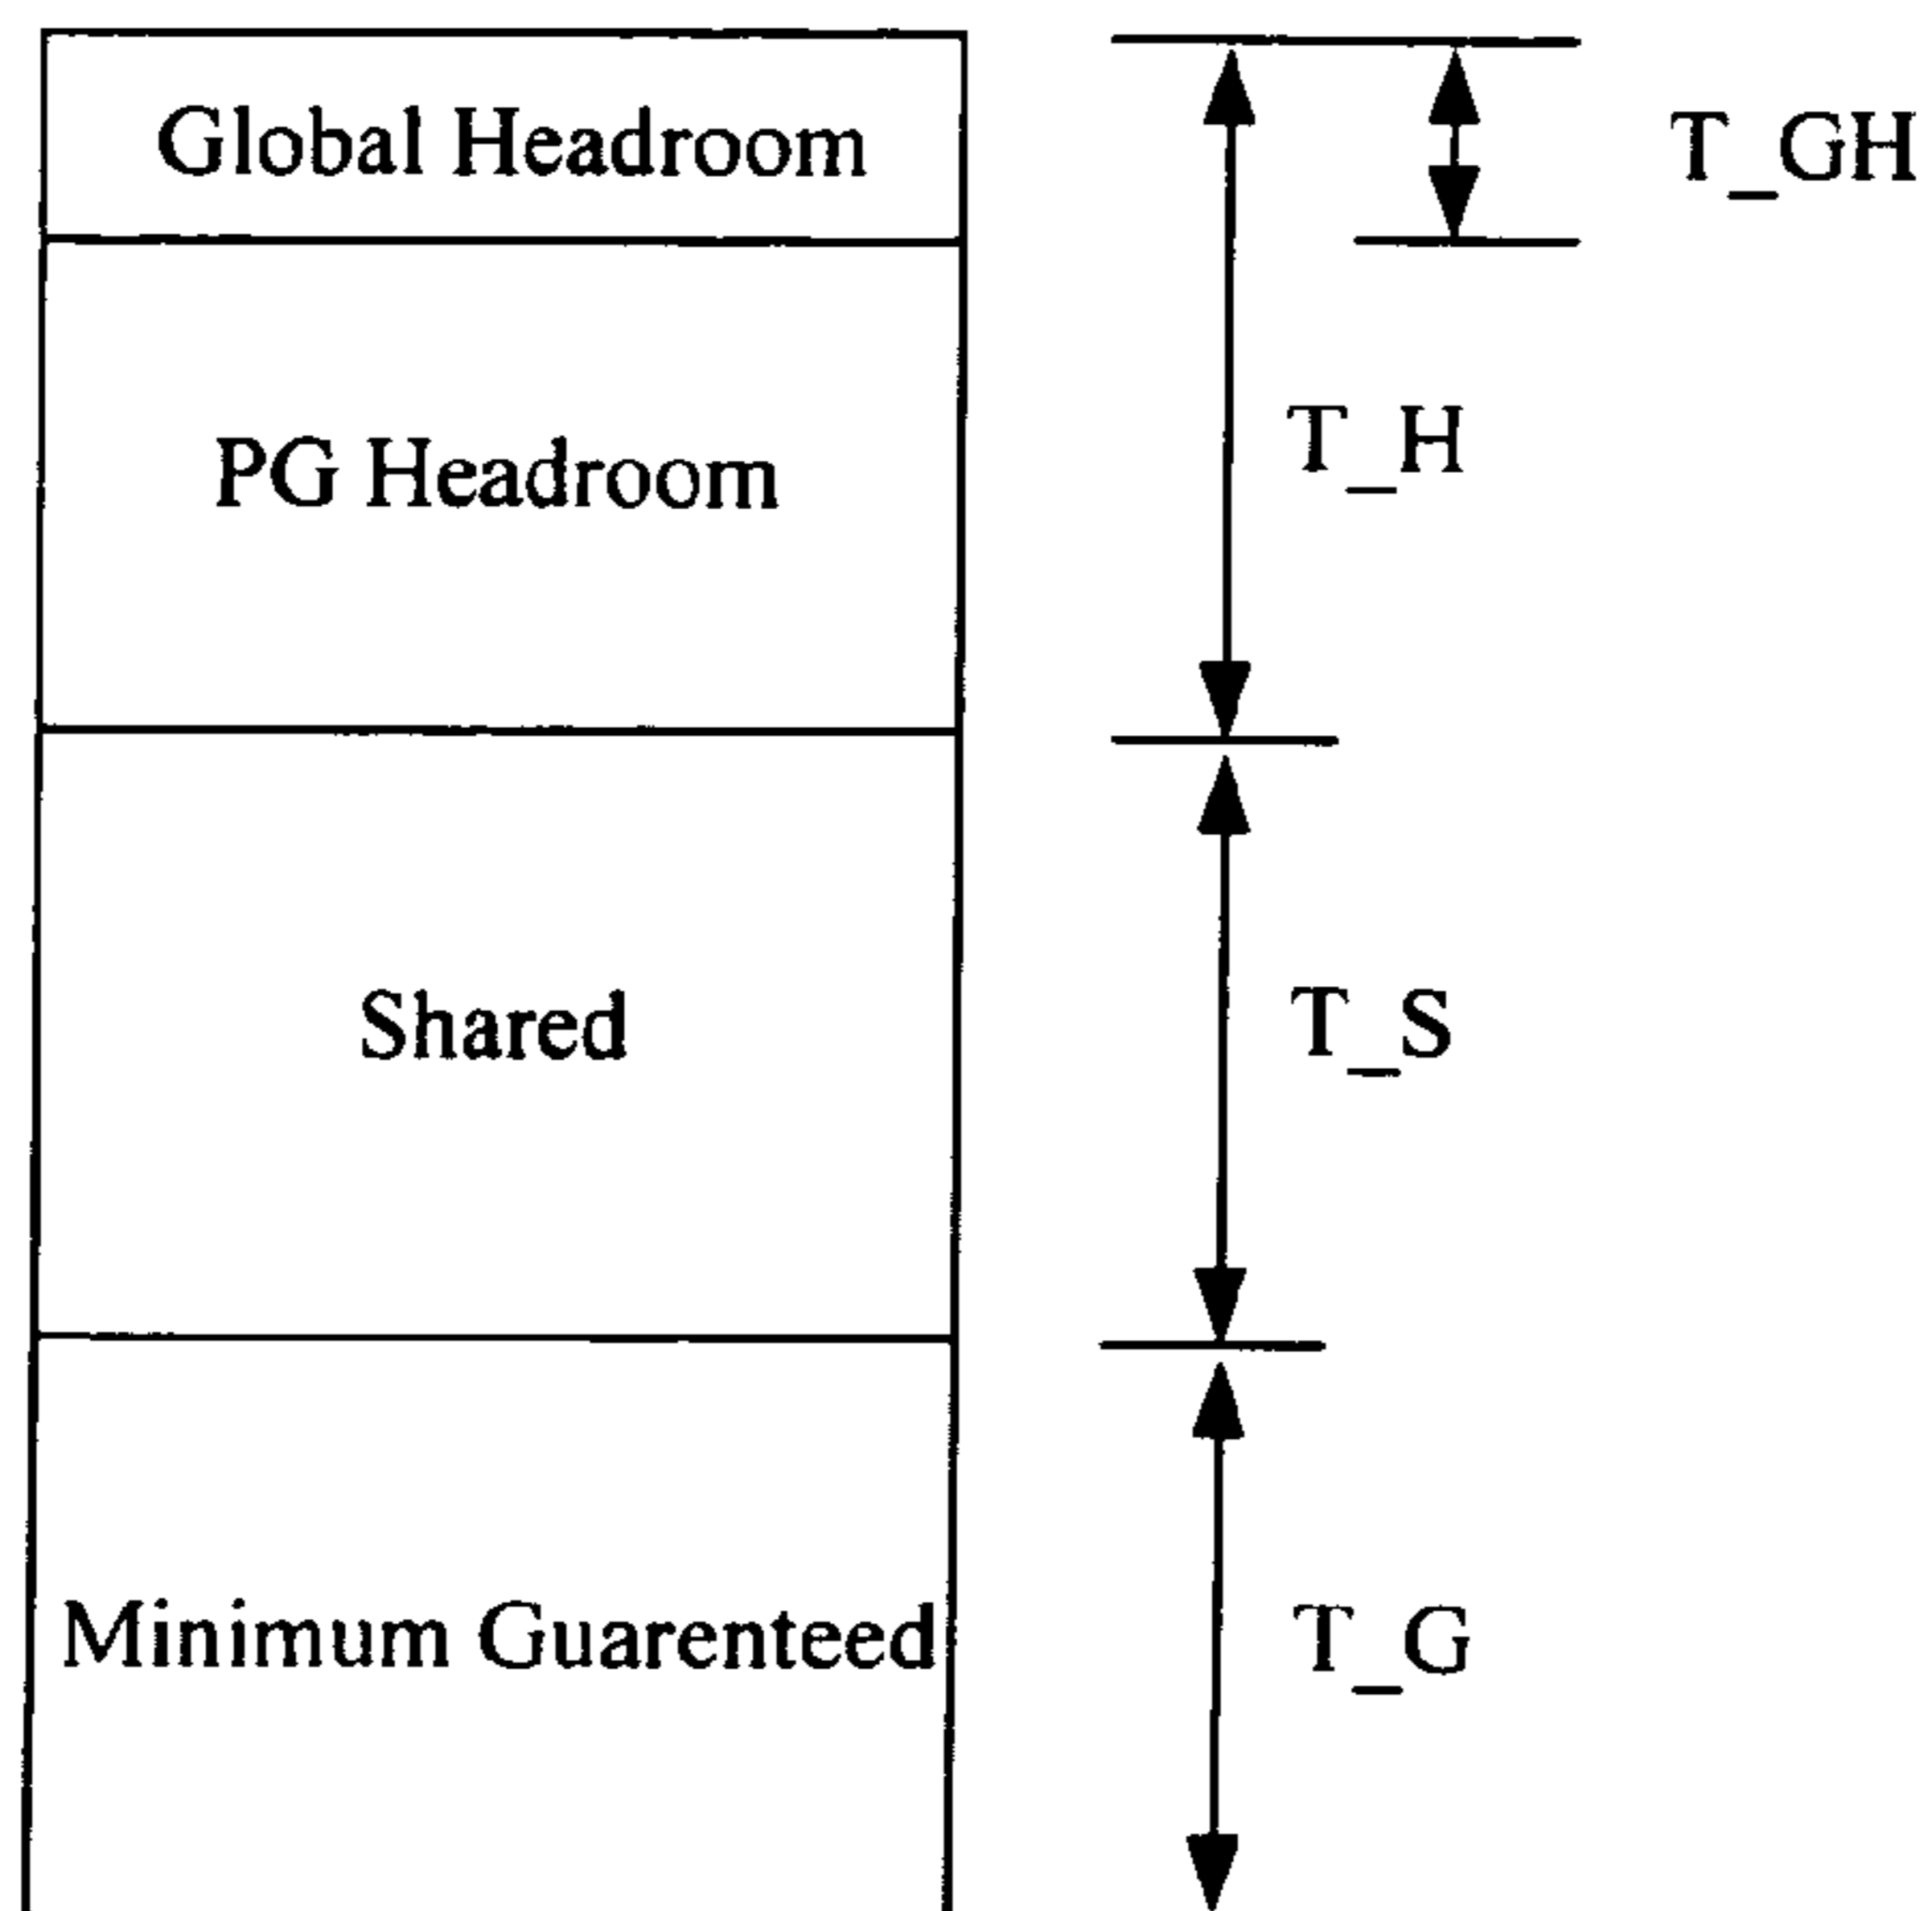 Global Headroom
T_GH
PG Headroom
T_H
Shared
T_S
Minimum Guarenteed
T_G